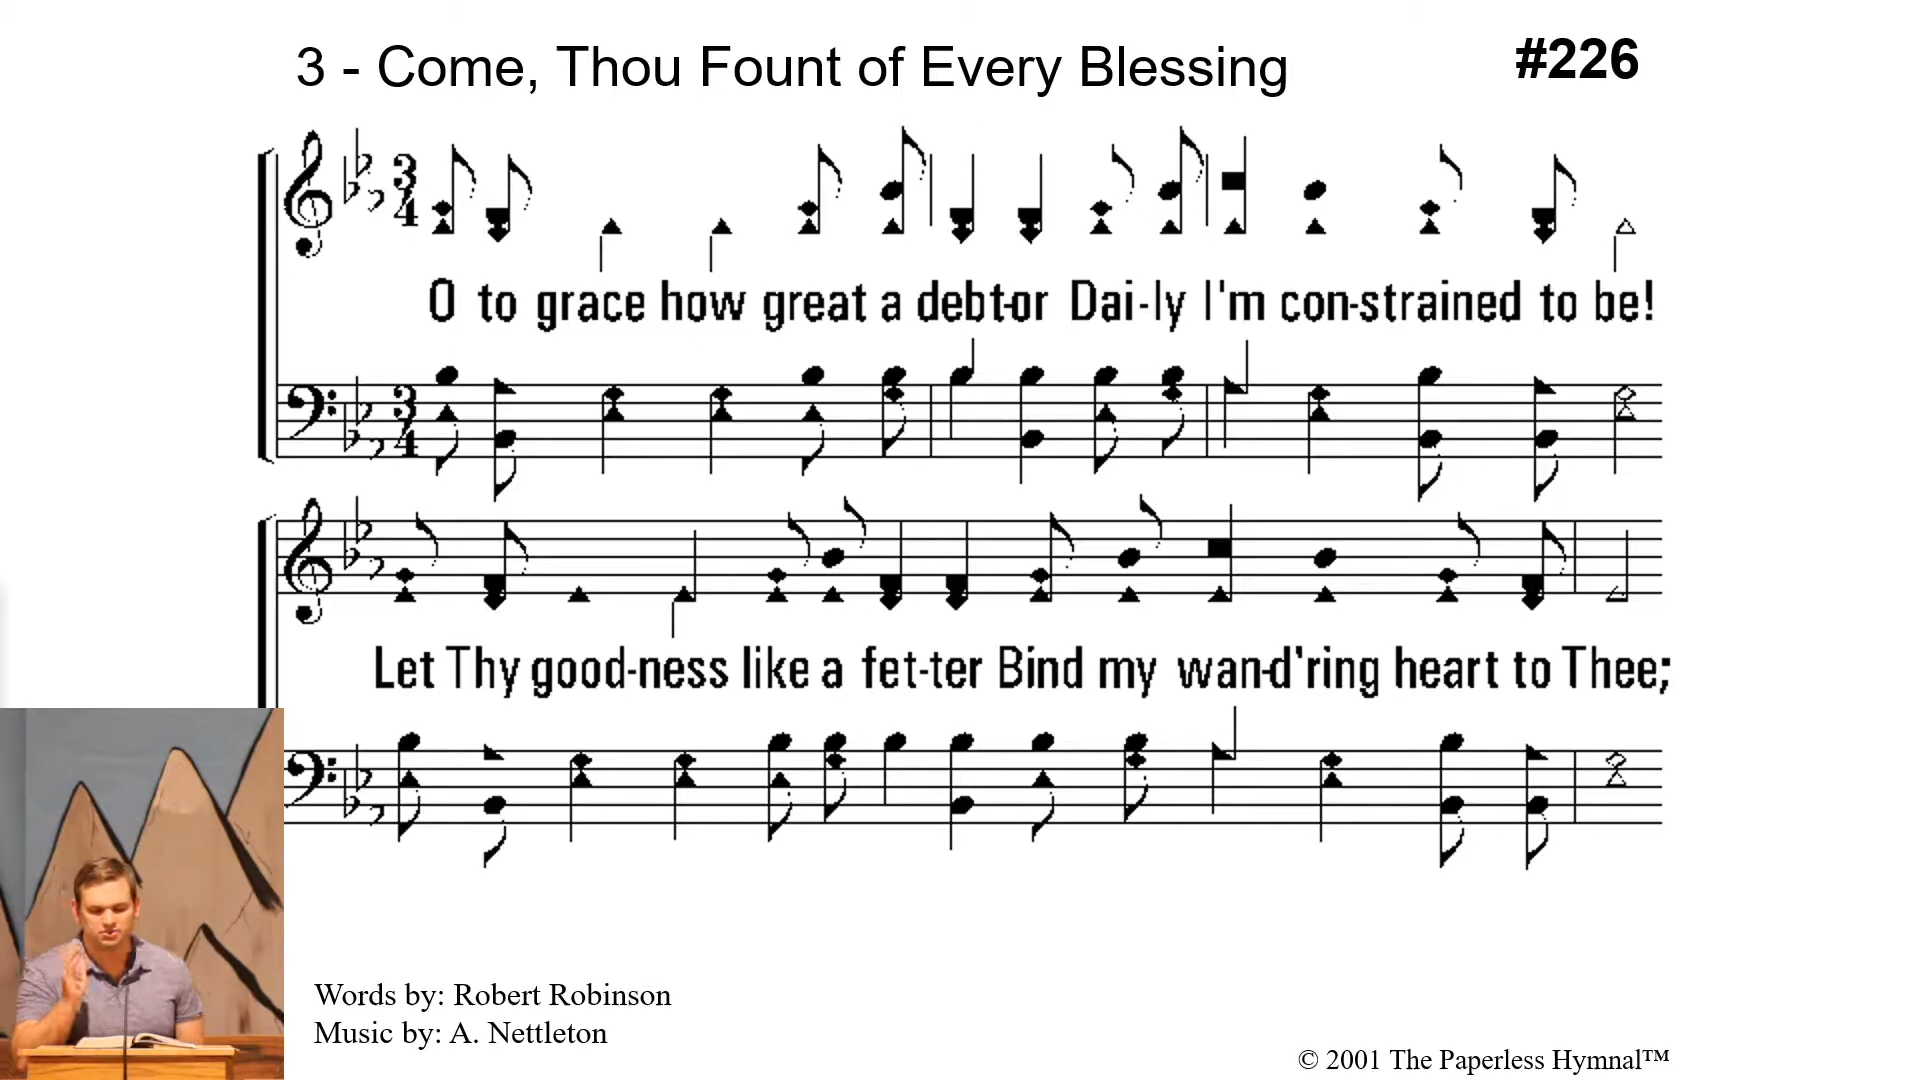 3 - Come, Thou Fount of Every Blessing
#226
O to grace how great a debt-or Dai-ly I'm con-strained to be!
Let Thy good-ness like a fet-ter Bind my wan-d'ring heart to Thee;
Words by: Robert Robinson
Music by: A. Nettleton
© 2001 The Paperless Hymnal™